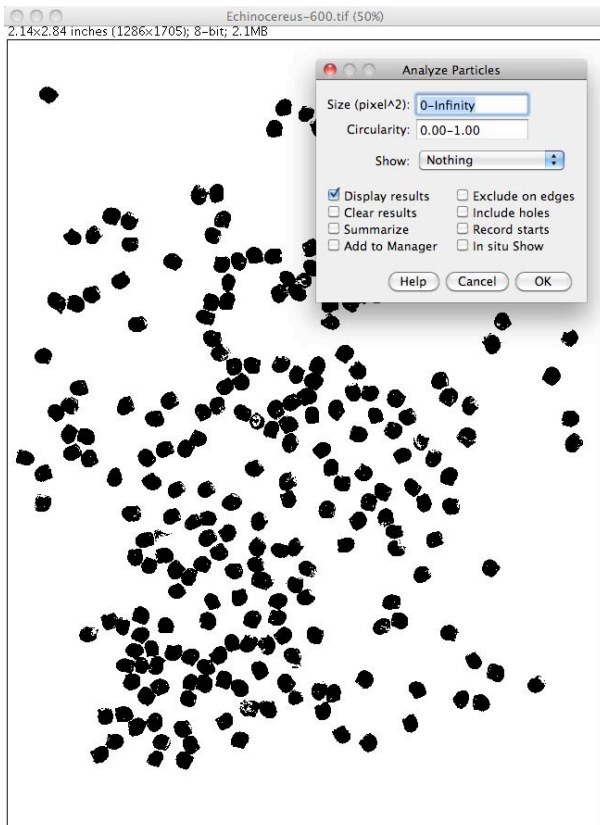 Echinocereus-600.tif (50%)
2.14x2.84 inches (1286x1705); 8-bit; 2.1MB
Analyze Particles
Size (pixel^2): 0-Infinity
Circularity: 0.00-1.00
Show: Nothing
Display results Exclude on edges
Clear results Include holes
Summarize Record starts
Add to Manager In situ Show
Help Cancel OK